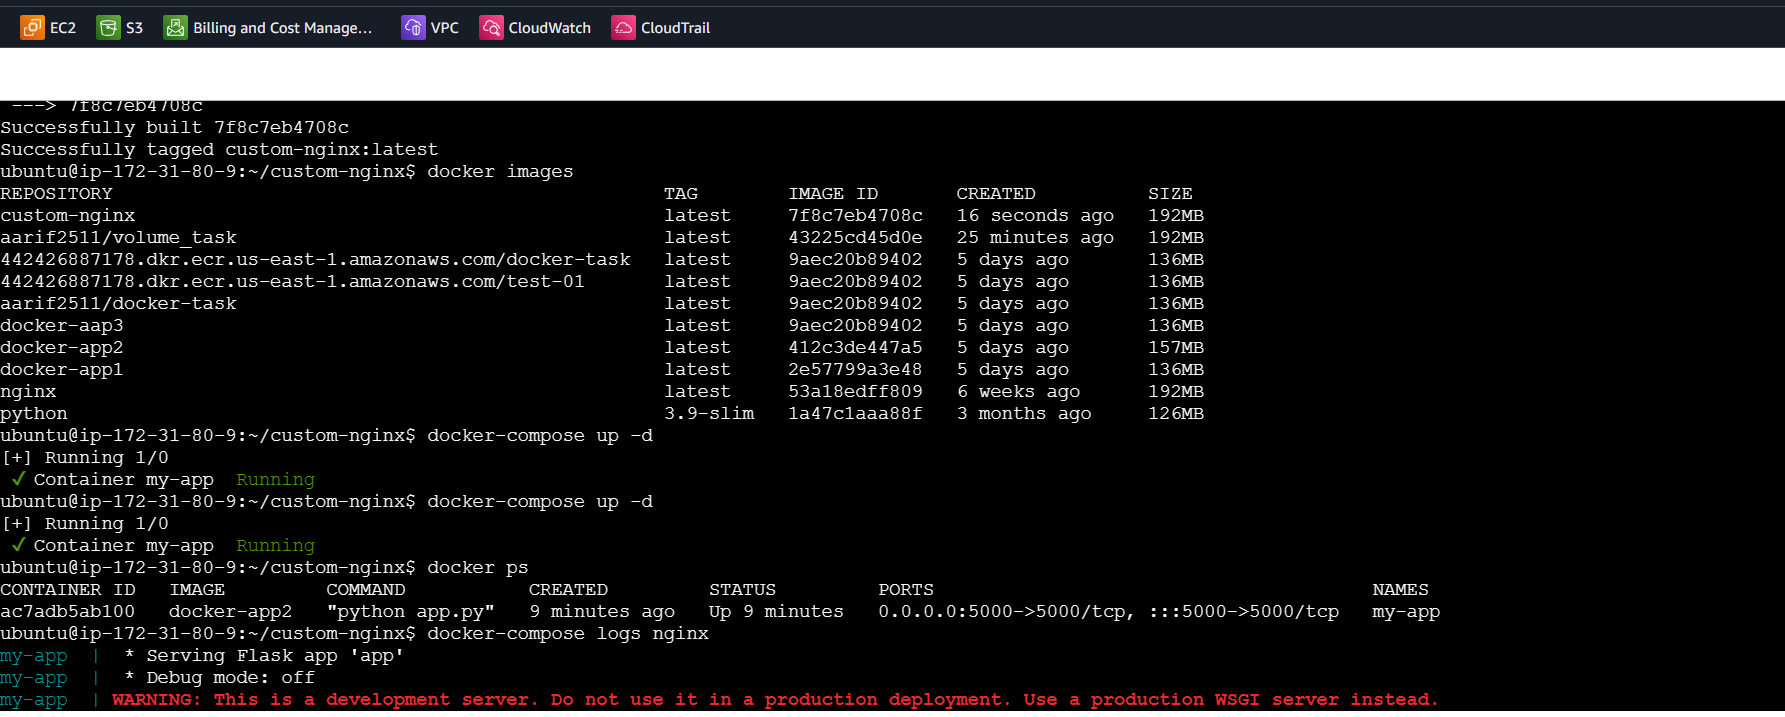 EC2 S3 Billing and Cost Manage... VPC CloudWatch CloudTrail
---> 7f8c7eb4708c
Successfully built 7f8c7eb4708c
Successfully tagged custom-nginx:latest
ubuntu@ip-172-31-80-9:~/custom-nginx$ docker images
REPOSITORY TAG IMAGE ID CREATED SIZE
custom-nginx latest 7f8c7eb4708c 16 seconds ago 192MB
aarif2511/volume_task latest 43225cd45d0e 25 minutes ago 192MB
442426887178.dkr.ecr.us-east-1.amazonaws.com/docker-task latest 9aec20b89402 5 days ago 136MB
442426887178.dkr.ecr.us-east-1.amazonaws.com/test-01 latest 9aec20b89402 5 days ago 136MB
aarif2511/docker-task latest 9aec20b89402 5 days ago 136MB
docker-aap3 latest 9aec20b89402 5 days ago 136MB
docker-app2 latest 412c3de447a5 5 days ago 157MB
docker-app1 latest 2e57799a3e48 5 days ago 136MB
nginx latest 53a18edff809 6 weeks ago 192MB
python 3.9-slim 1a47c1aaa88f 3 months ago 126MB
ubuntu@ip-172-31-80-9:~/custom-nginx$ docker-compose up -d
[+] Running 1/0
✓ Container my-app Running
ubuntu@ip-172-31-80-9:~/custom-nginx$ docker-compose up -d
[+] Running 1/0
✓ Container my-app Running
ubuntu@ip-172-31-80-9:~/custom-nginx$ docker ps
CONTAINER ID IMAGE COMMAND CREATED STATUS PORTS NAMES
ac7adb5ab100 docker-app2 "python app.py" 9 minutes ago Up 9 minutes 0.0.0.0:5000->5000/tcp, :::5000->5000/tcp my-app
ubuntu@ip-172-31-80-9:~/custom-nginx$ docker-compose logs nginx
my-app | * Serving Flask app 'app'
my-app | * Debug mode: off
my-app | WARNING: This is a development server. Do not use it in a production deployment. Use a production WSGI server instead.